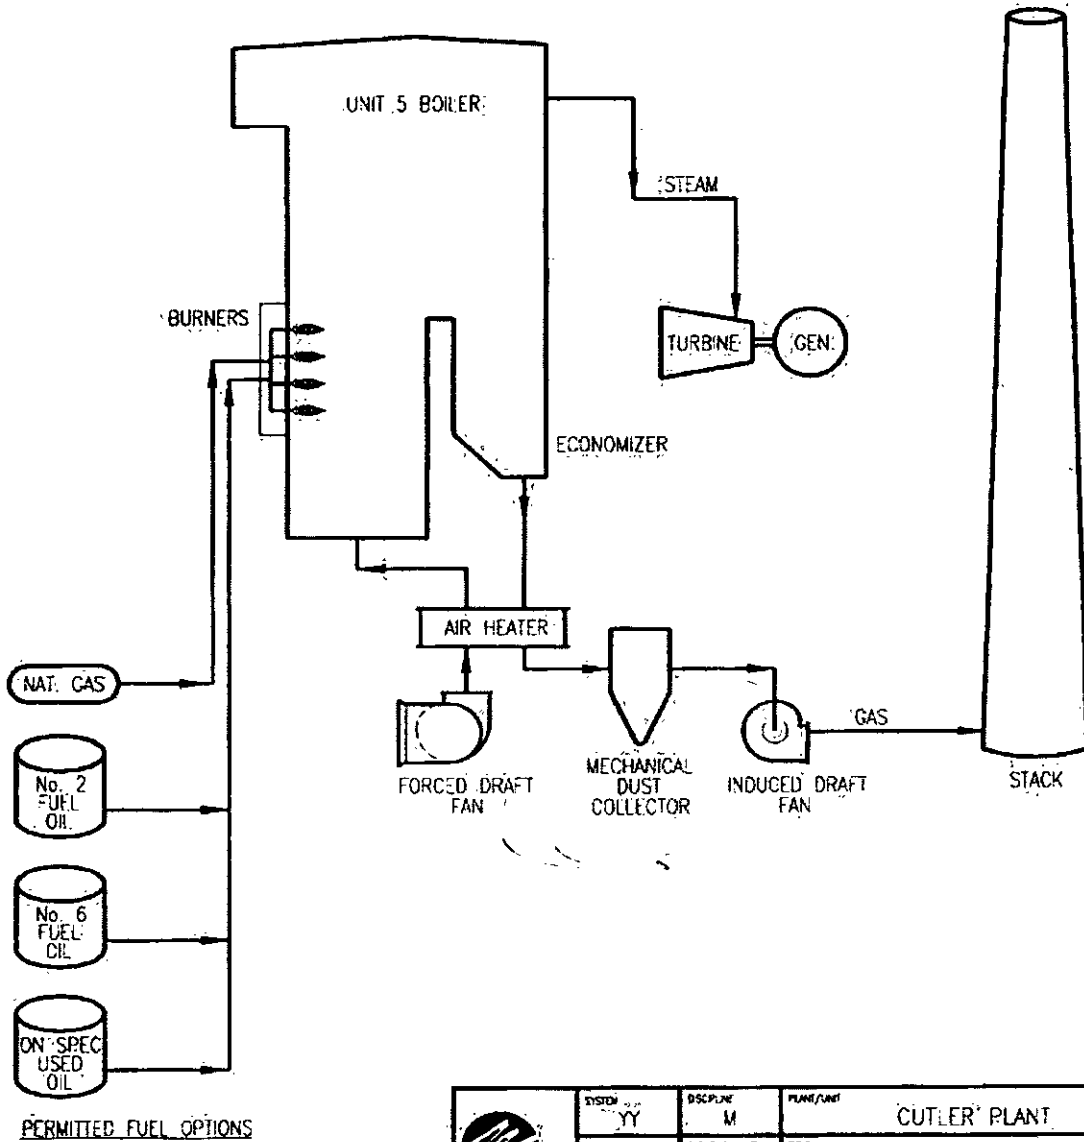 UNIT 5 BOILER
STEAM
BURNERS
TURBINE
GEN.
ECONOMIZER
AIR HEATER
NAT. GAS
FORCED DRAFT
FAN
MECHANICAL
DUST
COLLECTOR
GAS
INDUCED DRAFT
FAN
STACK
No. 2
FUEL
OIL
No. 6
FUEL
OIL
ON SPEC
USED
OIL
PERMITTED FUEL OPTIONS
SYSTEM
YY
DISCPLINE
M
PLANT/UNIT
CUTLER PLANT